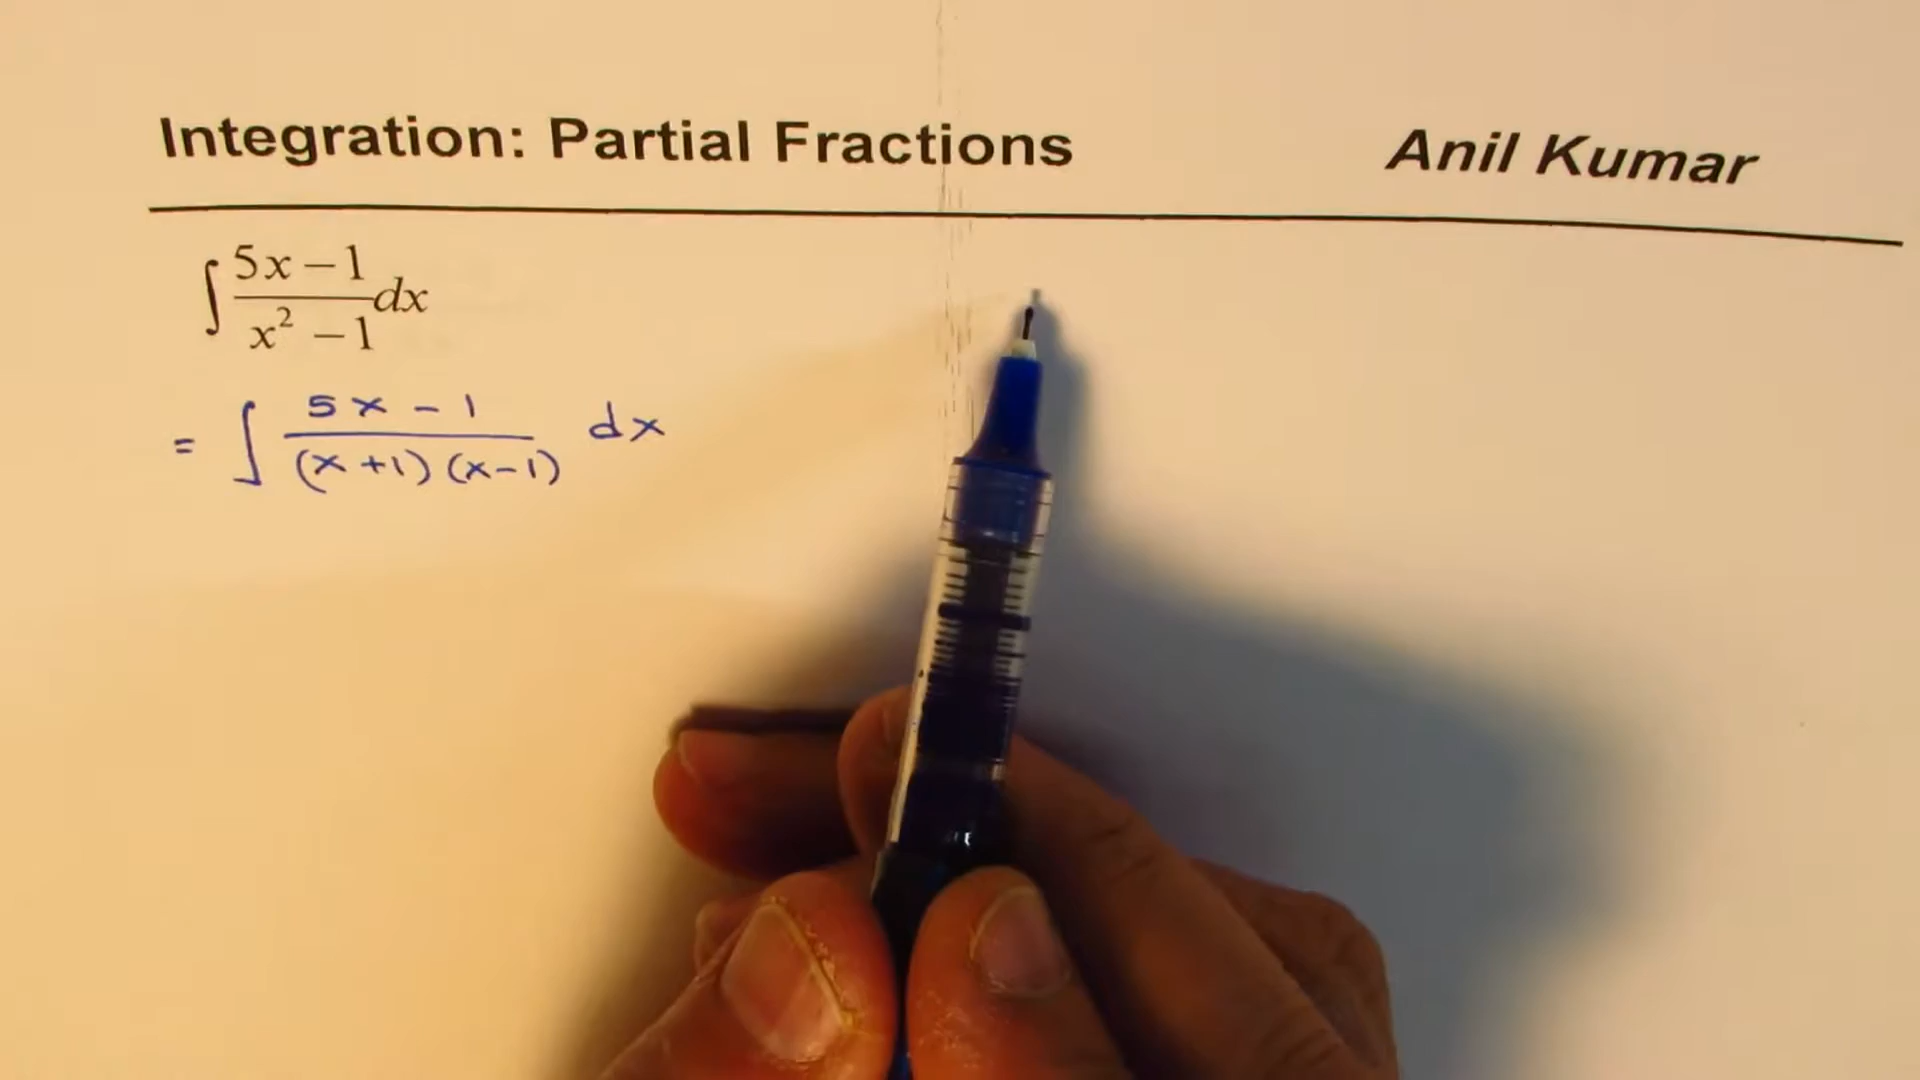 Integration: Partial Fractions Anil Kumar
∫ (5x − 1)/(x² − 1) dx
= ∫ (5x - 1)/((x+1)(x-1)) dx